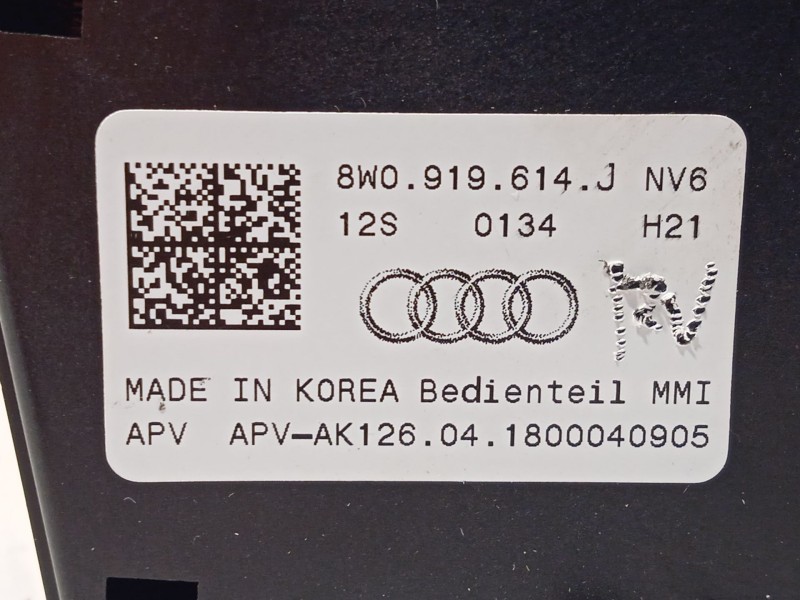 8W0.919.614.J NV6
12S 0134 H21
MADE IN KOREA Bedienteil MMI
APV APV-AK126.04.1800040905